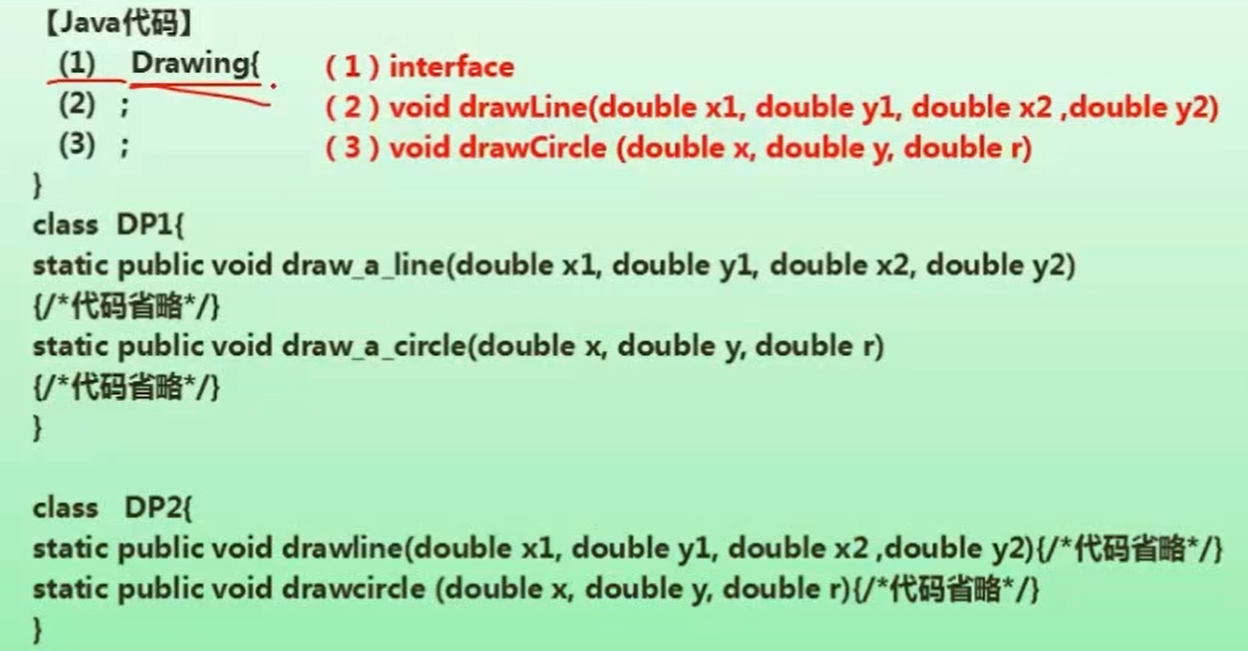 【Java代码】
(1) Drawing{ （1）interface
(2) ; （2）void drawLine(double x1, double y1, double x2 ,double y2)
(3) ; （3）void drawCircle (double x, double y, double r)
}
class DP1{
static public void draw_a_line(double x1, double y1, double x2, double y2)
{/*代码省略*/}
static public void draw_a_circle(double x, double y, double r)
{/*代码省略*/}
}
class DP2{
static public void drawline(double x1, double y1, double x2 ,double y2){/*代码省略*/}
static public void drawcircle (double x, double y, double r){/*代码省略*/}
}